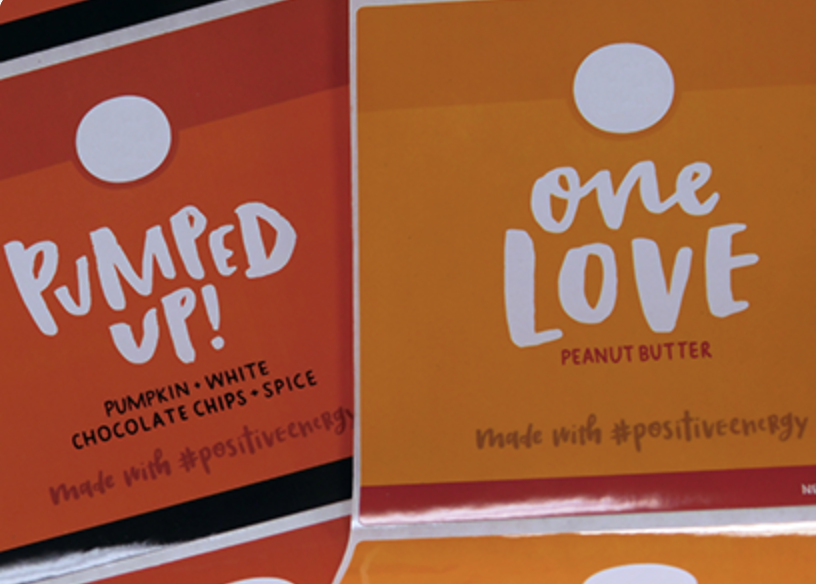 PUMPED
UP!
PUMPKIN + WHITE
CHOCOLATE CHIPS + SPICE
made with #positiveenergy
one
LOVE
PEANUT BUTTER
made with #positiveenergy